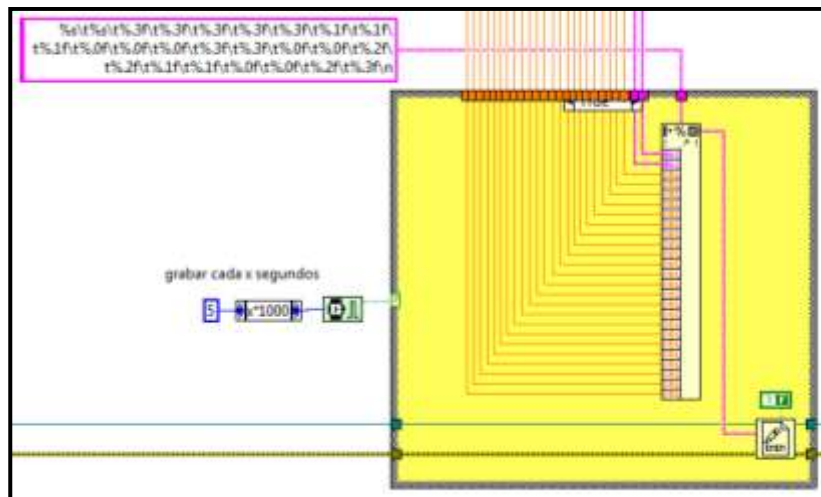 %s\t%s\t%.3f\t%.3f\t%.3f\t%.3f\t%.3f\t%.1f\t%.1f\
t%.1f\t%.0f\t%.0f\t%.0f\t%.3f\t%.3f\t%.0f\t%.0f\t%.2f\
t%.2f\t%.1f\t%.1f\t%.0f\t%.0f\t%.2f\t%.3f\n
True
grabar cada x segundos
5 x*1000
F